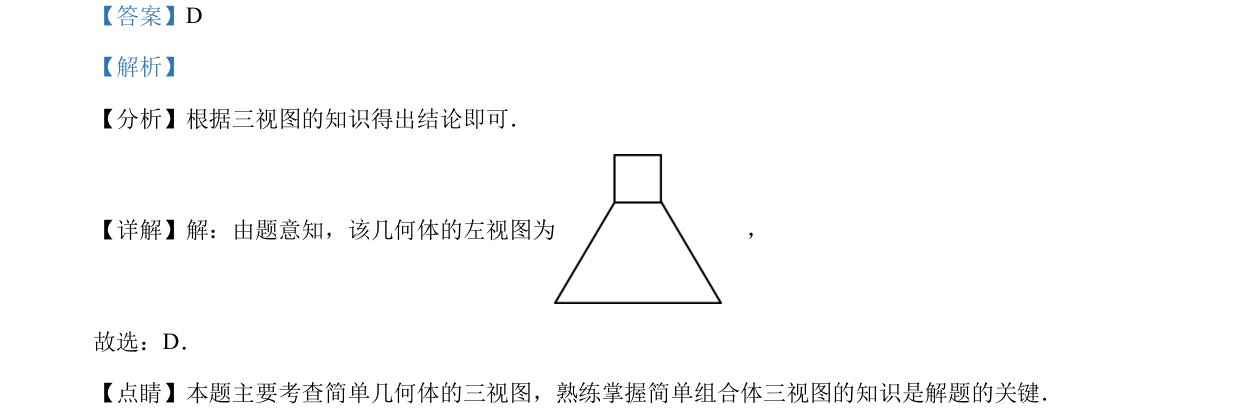 【答案】D
【解析】
【分析】根据三视图的知识得出结论即可．
【详解】解：由题意知，该几何体的左视图为 ，
故选：D．
【点睛】本题主要考查简单几何体的三视图，熟练掌握简单组合体三视图的知识是解题的关键．